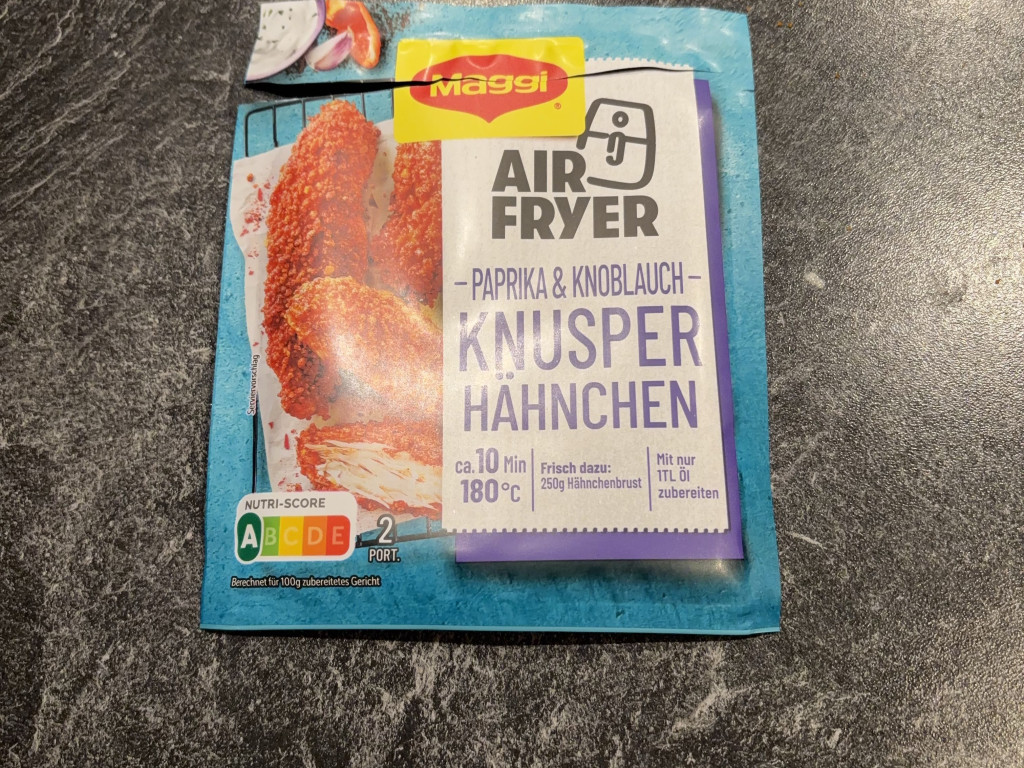 Maggi
®
AIR
FRYER
– PAPRIKA & KNOBLAUCH –
KNUSPER
HÄHNCHEN
ca. 10 Min
180°C
Frisch dazu:
250g Hähnchenbrust
Mit nur
1TL Öl
zubereiten
Serviervorschlag
NUTRI-SCORE
A B C D E
2
PORT.
Berechnet für 100g zubereitetes Gericht